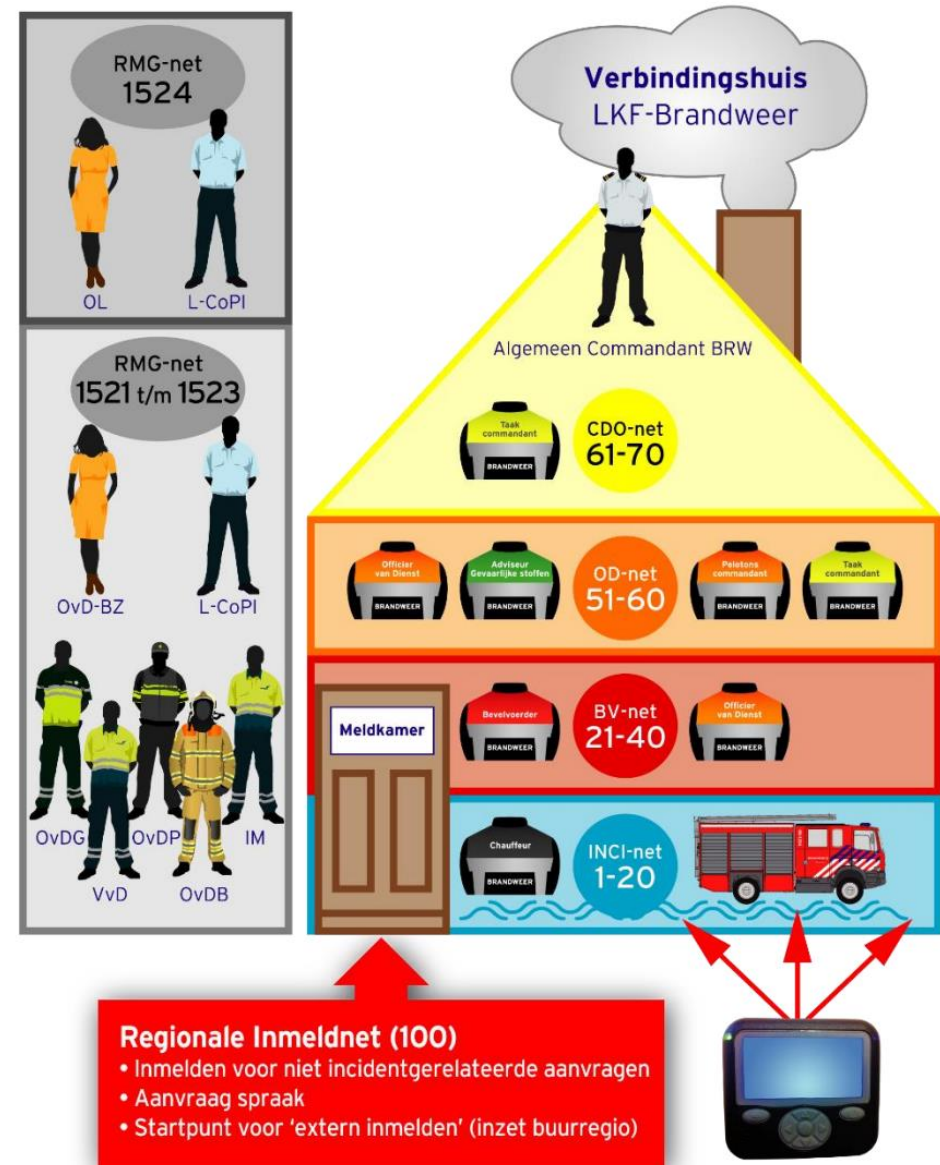 RMG-net
1524
OL
L-CoPI
RMG-net
1521 t/m 1523
OvD-BZ
L-CoPI
OvDG
OvDP
IM
VvD
OvDB
Verbindingshuis
LKF-Brandweer
Algemeen Commandant BRW
Taak
commandant
BRANDWEER
CDO-net
61-70
Officier
van Dienst
BRANDWEER
Adviseur
Gevaarlijke stoffen
BRANDWEER
OD-net
51-60
Pelotons
commandant
BRANDWEER
Taak
commandant
BRANDWEER
Meldkamer
Bevelvoerder
BRANDWEER
BV-net
21-40
Officier
van Dienst
BRANDWEER
Chauffeur
BRANDWEER
INCI-net
1-20
Regionale Inmeldnet (100)
• Inmelden voor niet incidentgerelateerde aanvragen
• Aanvraag spraak
• Startpunt voor ‘extern inmelden’ (inzet buurregio)